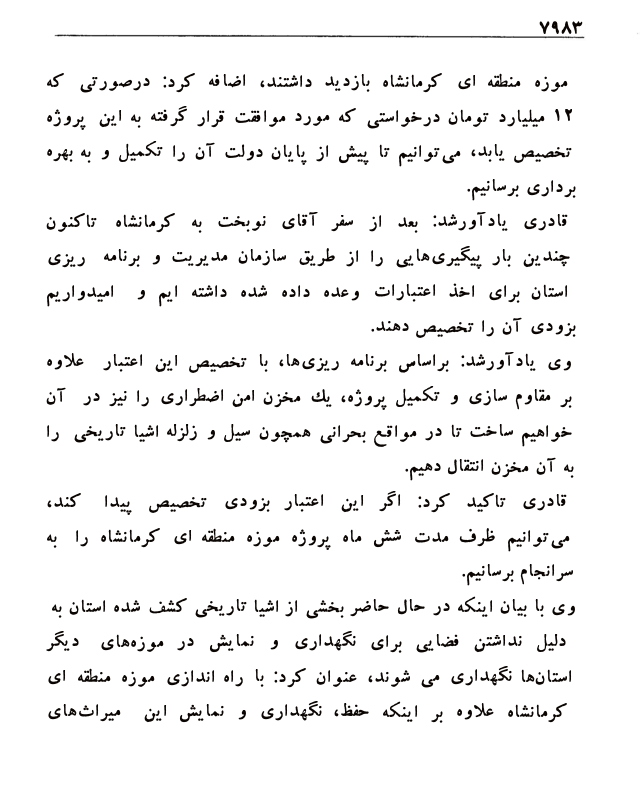 ۷۹۸۳
موزه منطقه ای کرمانشاه بازدید داشتند، اضافه کرد: درصورتی که
۱۲ میلیارد تومان درخواستی که مورد موافقت قرار گرفته به این پروژه
تخصیص یابد، می‌توانیم تا پیش از پایان دولت آن را تکمیل و به بهره
برداری برسانیم.
قادری یادآورشد: بعد از سفر آقای نوبخت به کرمانشاه تاکنون
چندین بار پیگیری‌هایی را از طریق سازمان مدیریت و برنامه ریزی
استان برای اخذ اعتبارات وعده داده شده داشته ایم و امیدواریم
بزودی آن را تخصیص دهند.
وی یادآورشد: براساس برنامه ریزی‌ها، با تخصیص این اعتبار علاوه
بر مقاوم سازی و تکمیل پروژه، یك مخزن امن اضطراری را نیز در آن
خواهیم ساخت تا در مواقع بحرانی همچون سیل و زلزله اشیا تاریخی را
به آن مخزن انتقال دهیم.
قادری تاکید کرد: اگر این اعتبار بزودی تخصیص پیدا کند،
می‌توانیم ظرف مدت شش ماه پروژه موزه منطقه ای کرمانشاه را به
سرانجام برسانیم.
وی با بیان اینکه در حال حاضر بخشی از اشیا تاریخی کشف شده استان به
دلیل نداشتن فضایی برای نگهداری و نمایش در موزه‌های دیگر
استان‌ها نگهداری می شوند، عنوان کرد: با راه اندازی موزه منطقه ای
کرمانشاه علاوه بر اینکه حفظ، نگهداری و نمایش این میراث‌های